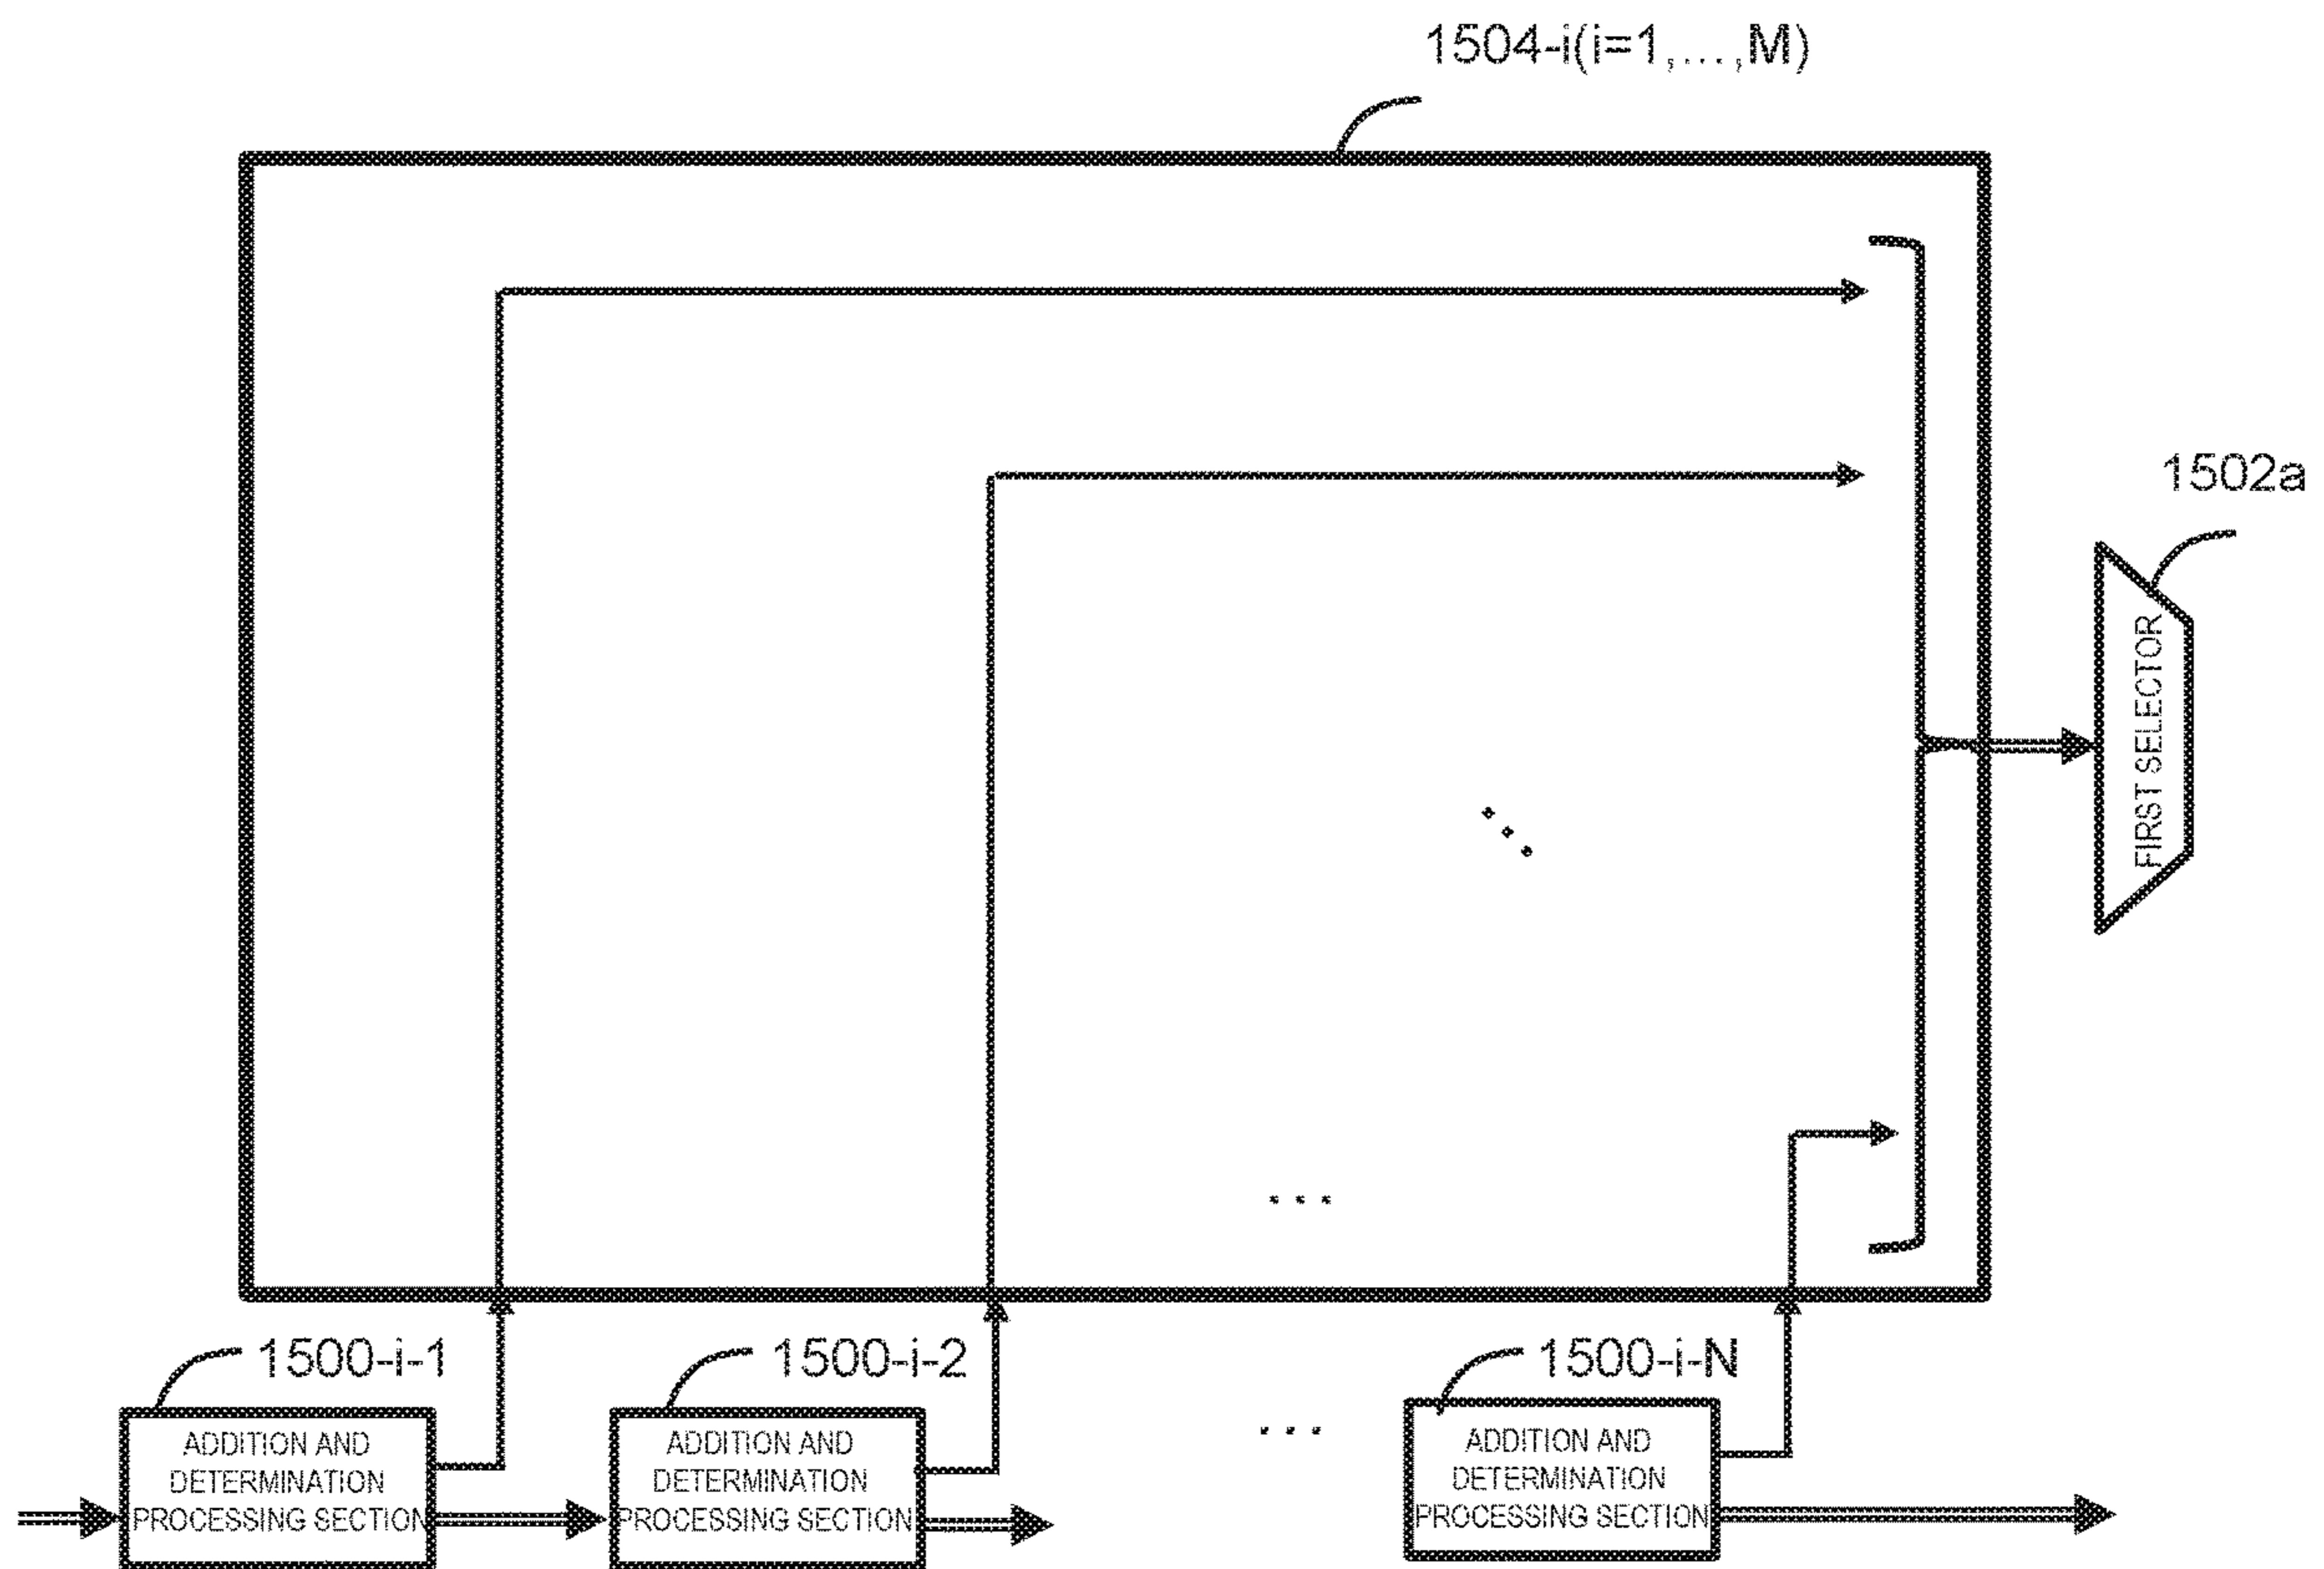 1504-i(i=1,...,M)
1502a
FIRST SELECTOR
...
...
1500-i-1
1500-i-2
1500-i-N
ADDITION AND
DETERMINATION
PROCESSING SECTION
ADDITION AND
DETERMINATION
PROCESSING SECTION
...
ADDITION AND
DETERMINATION
PROCESSING SECTION